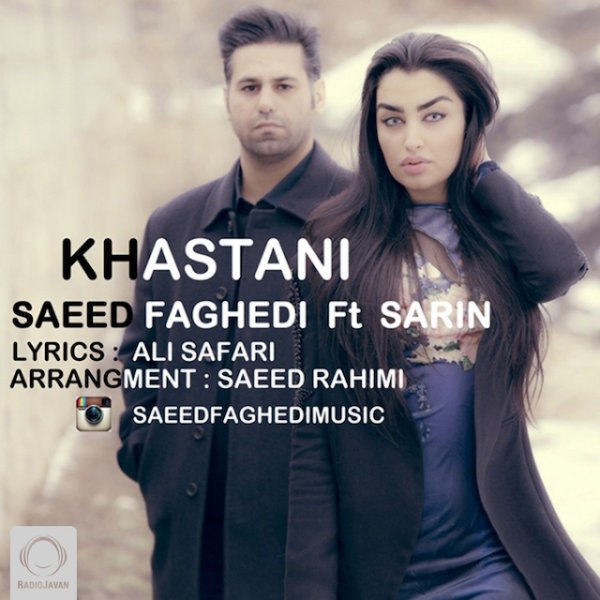 KHASTANI
SAEED FAGHEDI Ft SARIN
LYRICS : ALI SAFARI
ARRANGMENT : SAEED RAHIMI
SAEEDFAGHEDIMUSIC
RADIOJAVAN